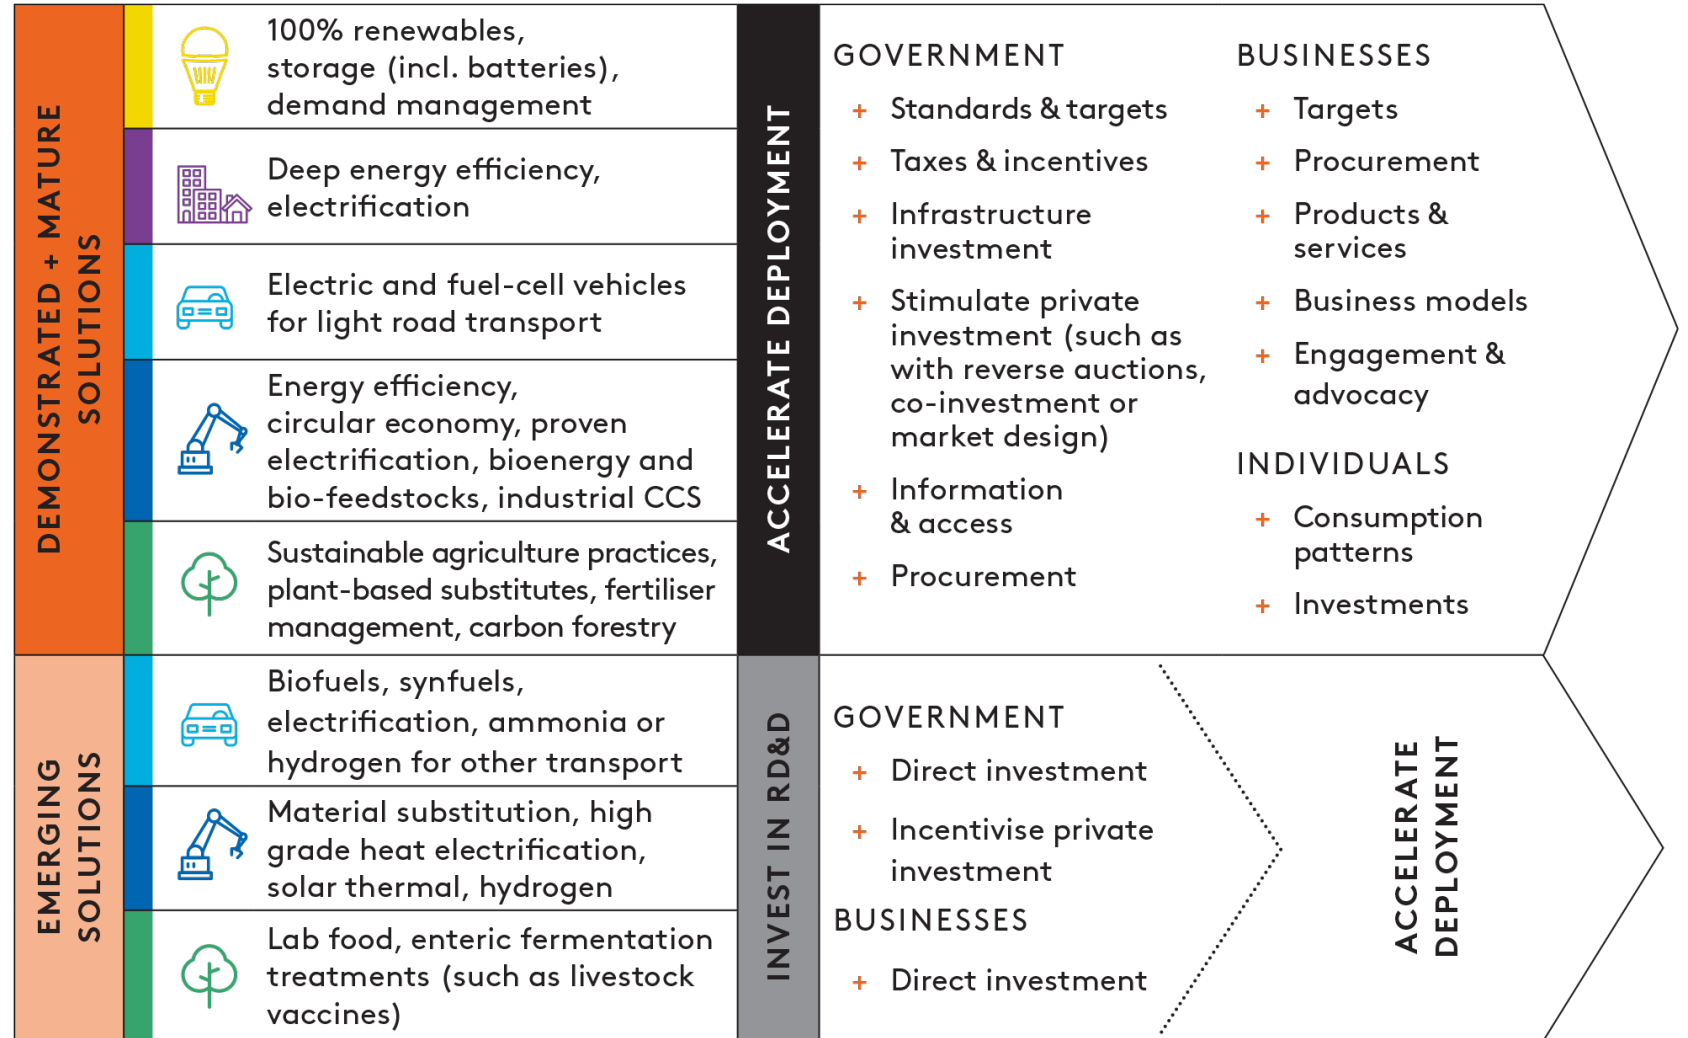 DEMONSTRATED + MATURE
SOLUTIONS
100% renewables,
storage (incl. batteries),
demand management
Deep energy efficiency,
electrification
Electric and fuel-cell vehicles
for light road transport
Energy efficiency,
circular economy, proven
electrification, bioenergy and
bio-feedstocks, industrial CCS
Sustainable agriculture practices,
plant-based substitutes, fertiliser
management, carbon forestry
ACCELERATE DEPLOYMENT
GOVERNMENT
+ Standards & targets
+ Taxes & incentives
+ Infrastructure
investment
+ Stimulate private
investment (such as
with reverse auctions,
co-investment or
market design)
+ Information
& access
+ Procurement
BUSINESSES
+ Targets
+ Procurement
+ Products &
services
+ Business models
+ Engagement &
advocacy
INDIVIDUALS
+ Consumption
patterns
+ Investments
EMERGING
SOLUTIONS
Biofuels, synfuels,
electrification, ammonia or
hydrogen for other transport
Material substitution, high
grade heat electrification,
solar thermal, hydrogen
Lab food, enteric fermentation
treatments (such as livestock
vaccines)
INVEST IN RD&D
GOVERNMENT
+ Direct investment
+ Incentivise private
investment
BUSINESSES
+ Direct investment
ACCELERATE
DEPLOYMENT